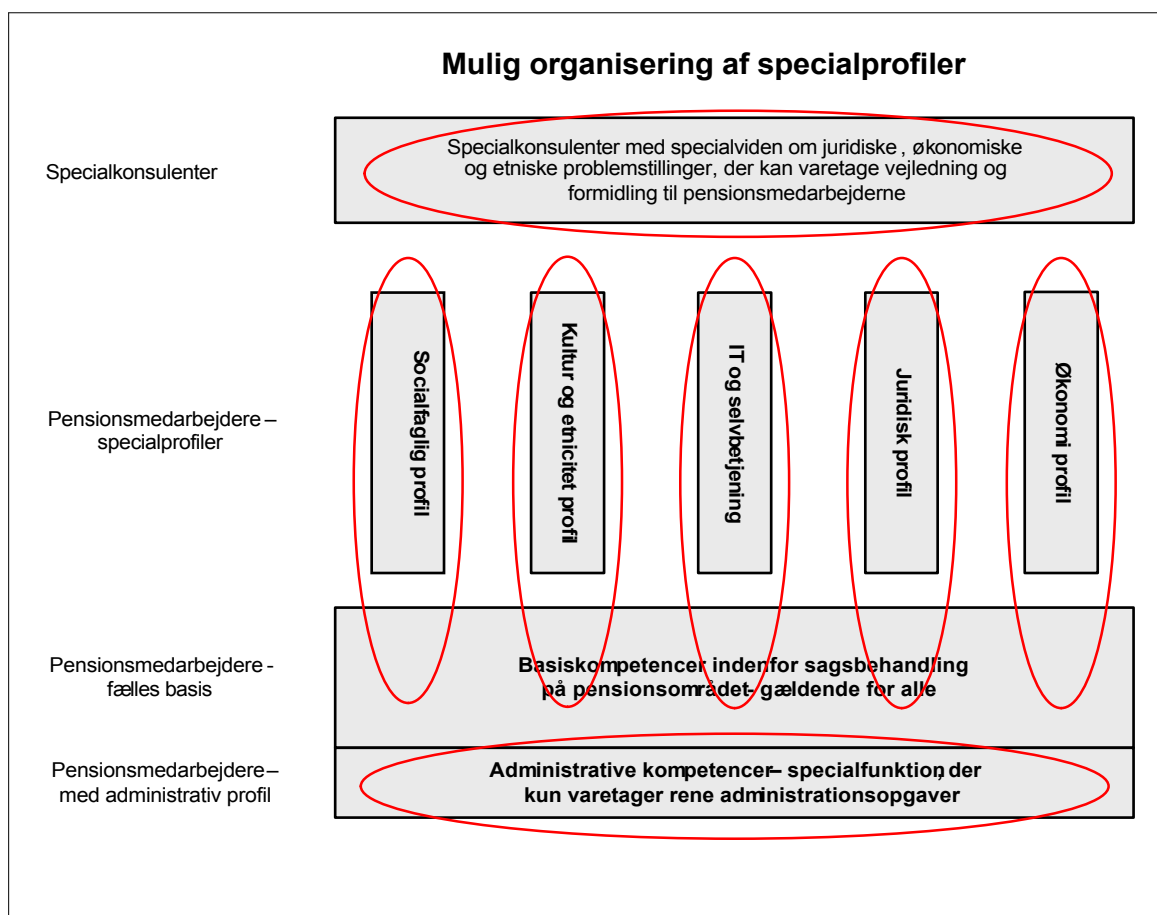 Mulig organisering af specialprofiler
Specialkonsulenter
Specialkonsulenter med specialviden om juridiske , økonomiske
og etniske problemstillinger, der kan varetage vejledning og
formidling til pensionsmedarbejderne
Pensionsmedarbejdere –
specialprofiler
Socialfaglig profil
Kultur og etnicitet profil
IT og selvbetjening
Juridisk profil
Økonomi profil
Pensionsmedarbejdere -
fælles basis
Basiskompetencer indenfor sagsbehandling
på pensionsområdet- gældende for alle
Pensionsmedarbejdere –
med administrativ profil
Administrative kompetencer – specialfunktion, der
kun varetager rene administrationsopgaver